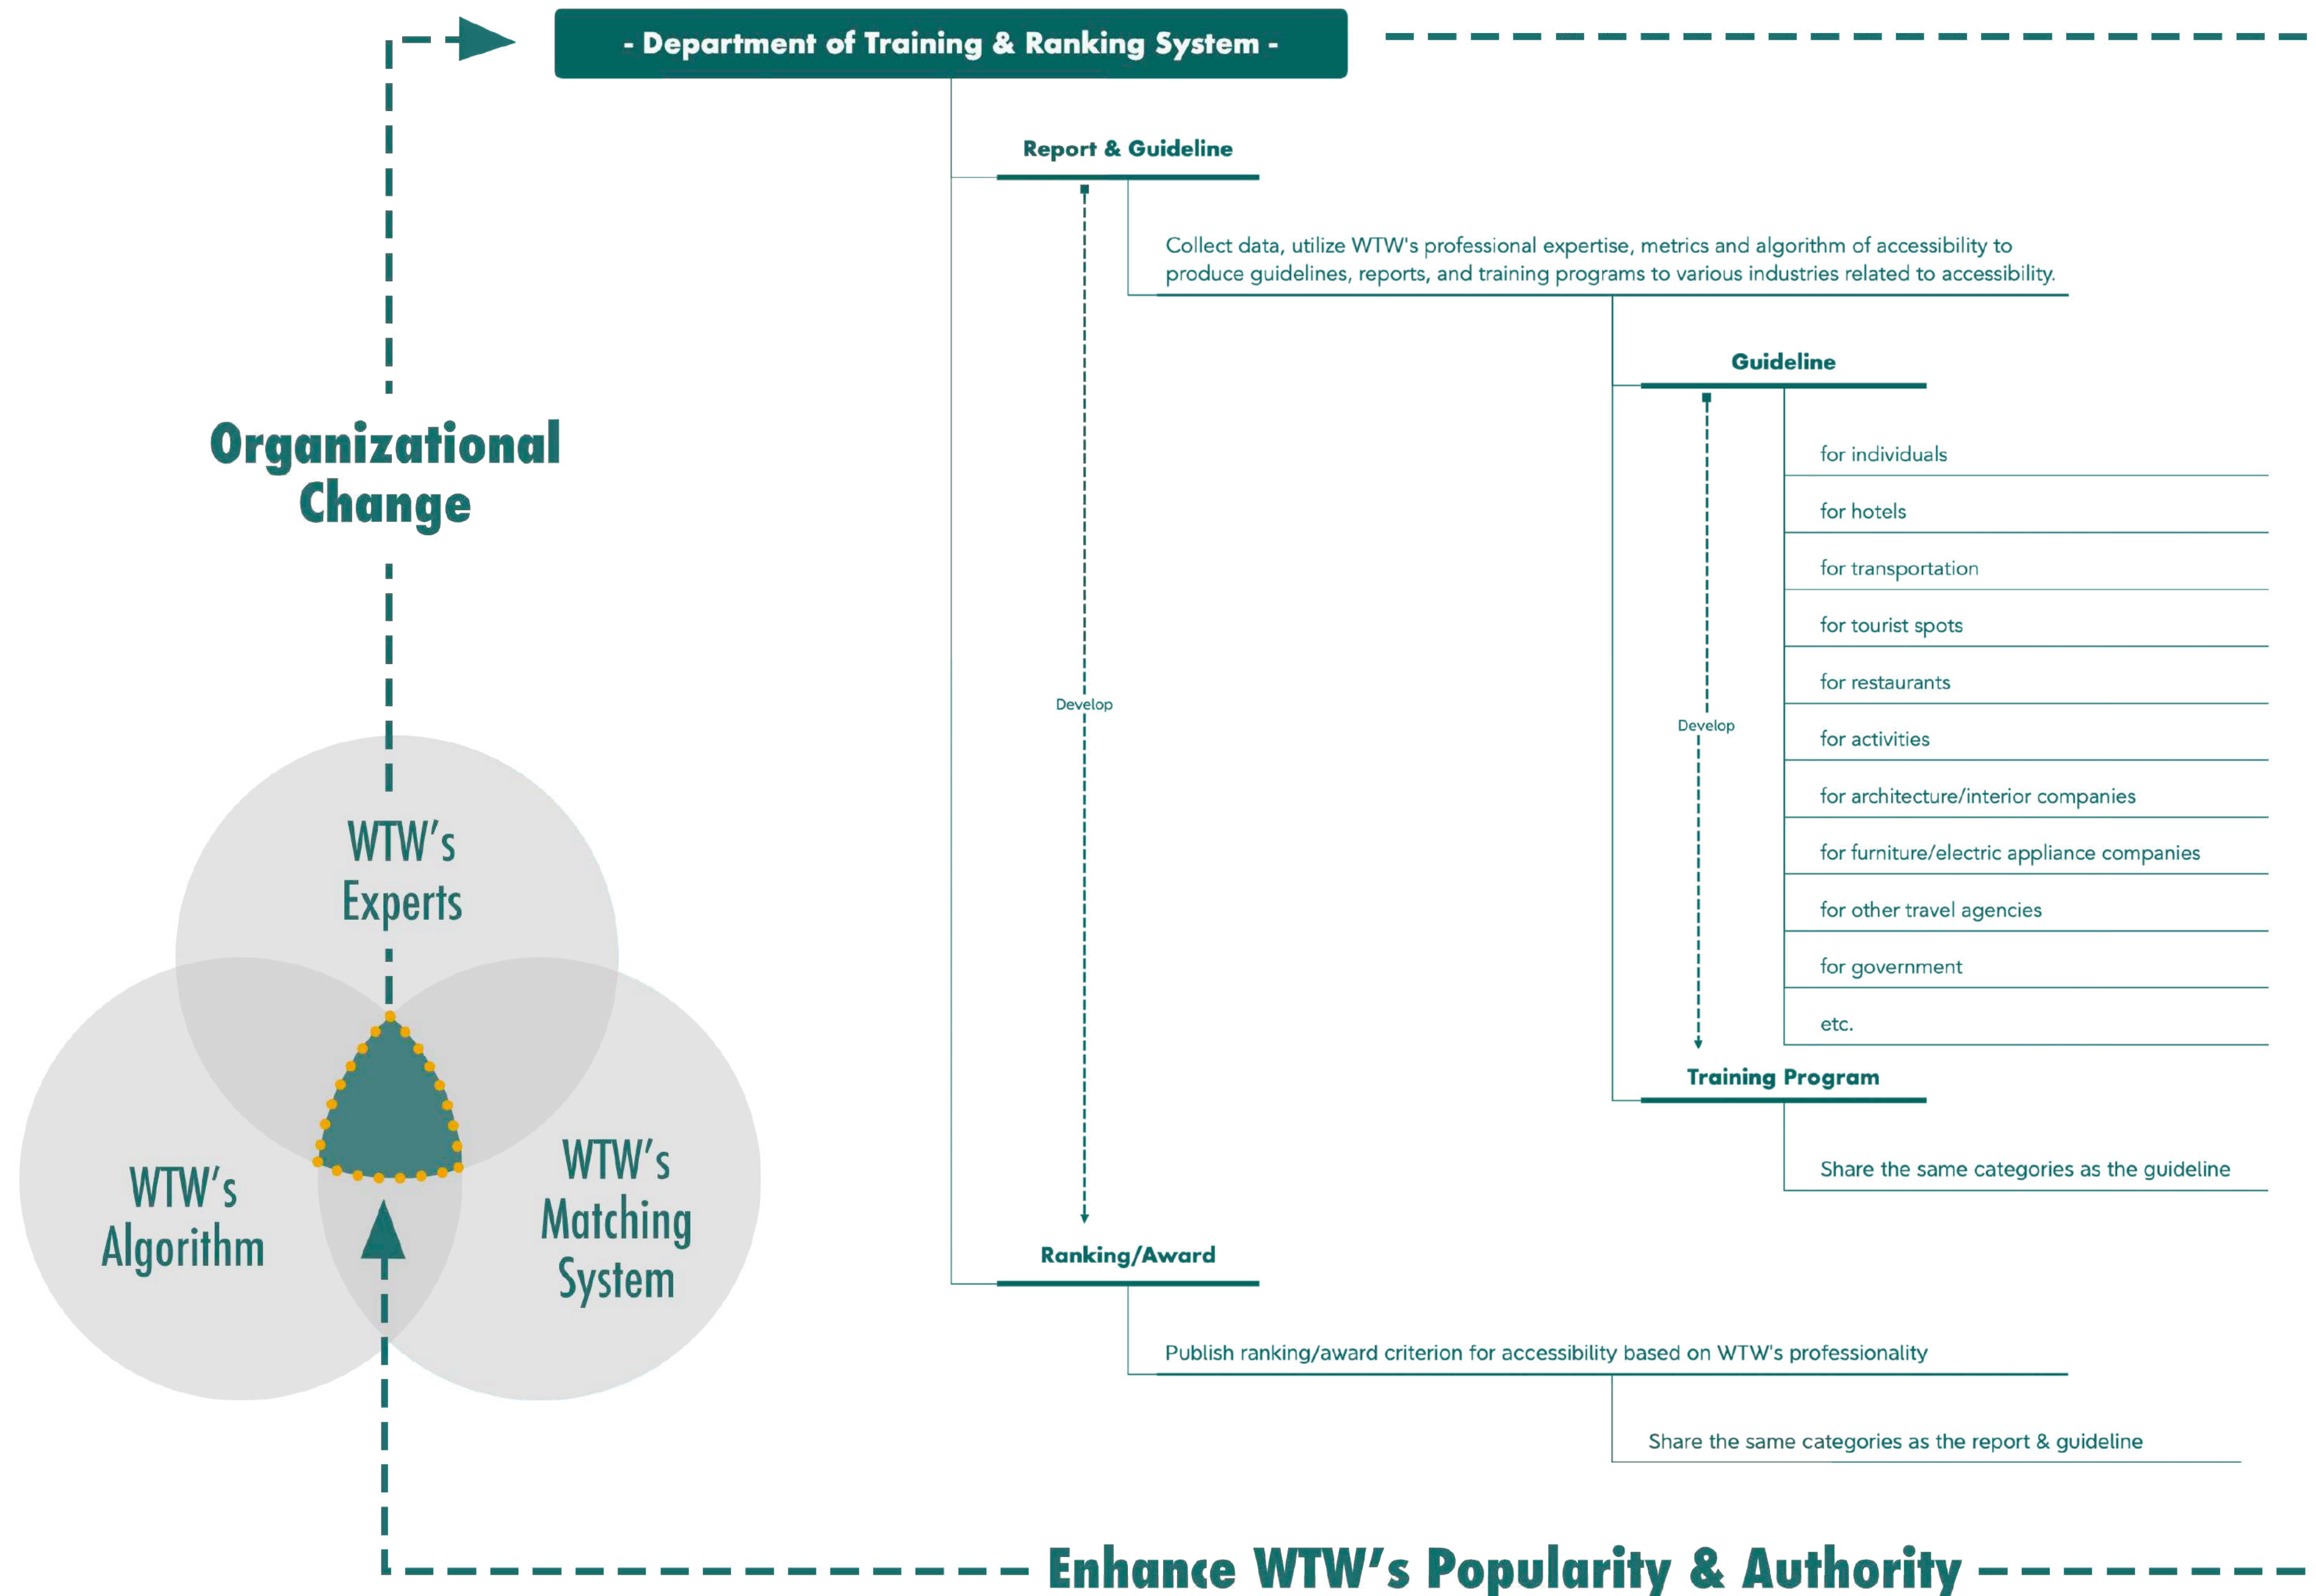 - Department of Training & Ranking System -
Report & Guideline
Collect data, utilize WTW's professional expertise, metrics and algorithm of accessibility to
produce guidelines, reports, and training programs to various industries related to accessibility.
Guideline
Organizational
Change
for individuals
for hotels
for transportation
for tourist spots
for restaurants
Develop
Develop
for activities
for architecture/interior companies
for furniture/electric appliance companies
for other travel agencies
for government
etc.
WTW's
Experts
WTW's
Algorithm
WTW's
Matching
System
Training Program
Share the same categories as the guideline
Ranking/Award
Publish ranking/award criterion for accessibility based on WTW's professionality
Share the same categories as the report & guideline
Enhance WTW's Popularity & Authority